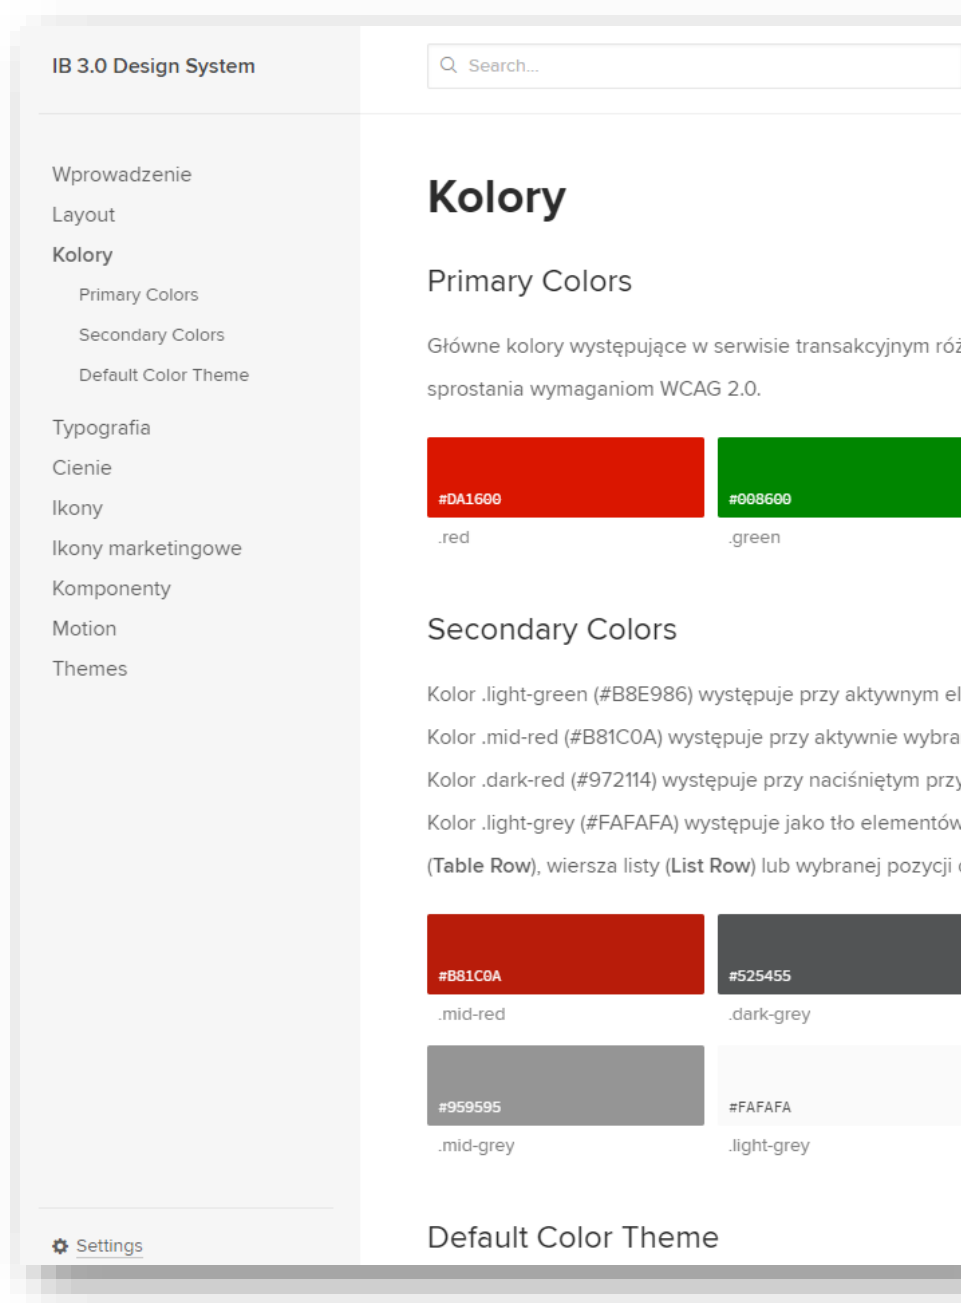 IB 3.0 Design System
Search...
Wprowadzenie
Layout
Kolory
Primary Colors
Secondary Colors
Default Color Theme
Typografia
Cienie
Ikony
Ikony marketingowe
Komponenty
Motion
Themes
Settings
Kolory
Primary Colors
Główne kolory występujące w serwisie transakcyjnym
sprostania wymaganiom WCAG 2.0.
#DA1600
#008600
.red
.green
Secondary Colors
Kolor .light-green (#B8E986) występuje przy aktywnym
Kolor .mid-red (#B81C0A) występuje przy aktywnie
Kolor .dark-red (#972114) występuje przy naciśniętym
Kolor .light-grey (#FAFAFA) występuje jako tło elementów
(Table Row), wiersza listy (List Row) lub wybranej pozycji
#B81C0A
#525455
.mid-red
.dark-grey
#959595
#FAFAFA
.mid-grey
.light-grey
Default Color Theme